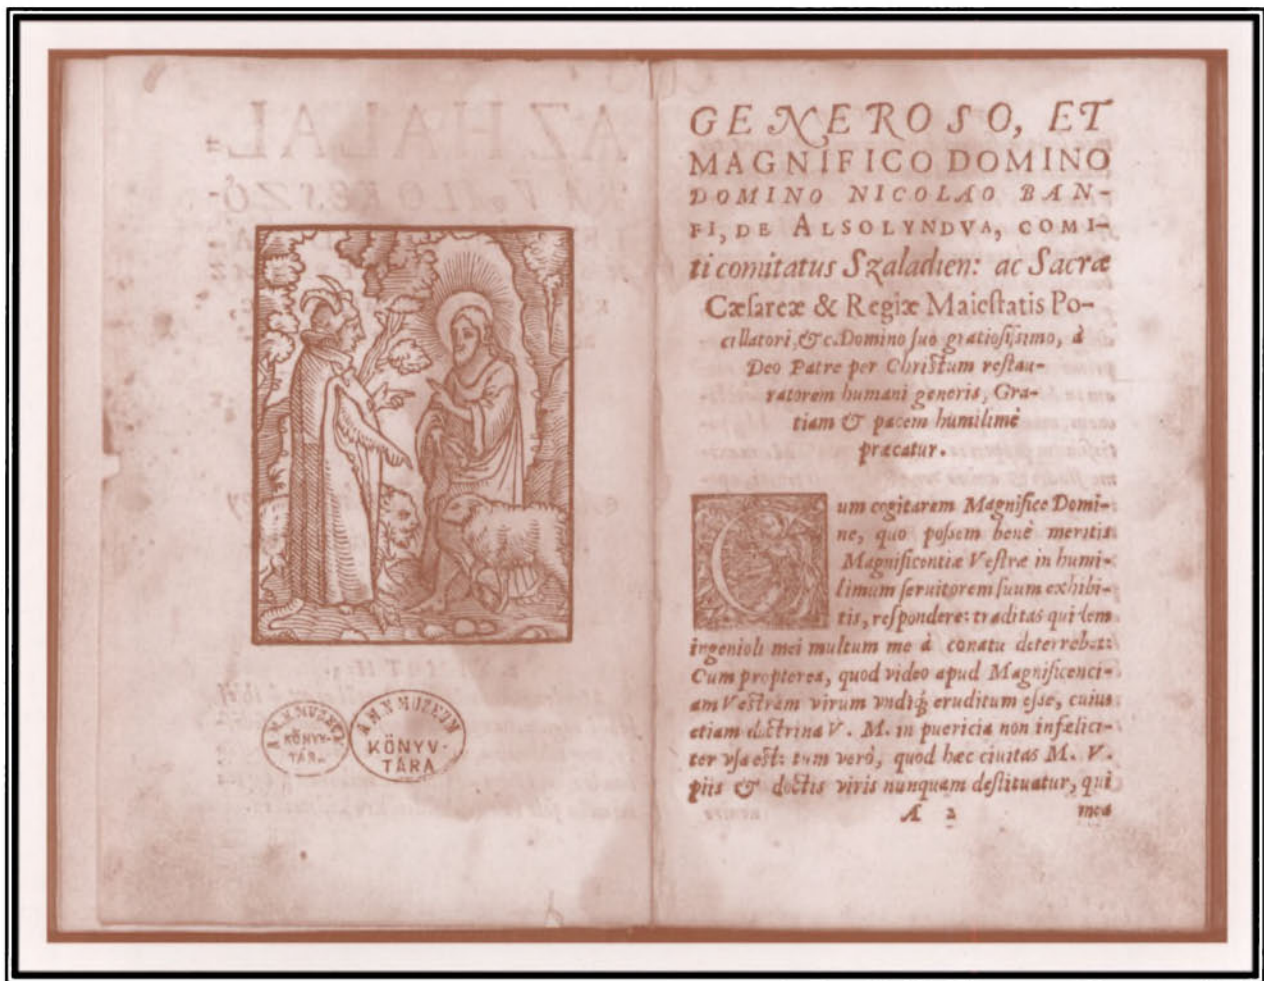 A M. N. MUZEUM
KÖNYV-
TÁRA
A M. N. MUZEUM
KÖNYV-
TÁRA
GENEROSO, ET
MAGNIFICO DOMINO
DOMINO NICOLAO BAN-
FI, DE ALSOLYNDVA, COMI-
ti comitatus Szaladien: ac Sacræ
Cæſareæ & Regiæ Maieſtatis Po-
cillatori, &c. Domino ſuo gratioſiſsimo, à
Deo Patre per Chriſtum reſtau-
ratorem humani generis, Gra-
tiam & pacem humilimè
præcatur.
Cum cogitarem Magnifice Domi-
ne, quo poſsem benè meritis
Magnificentiæ Veſtræ in humi-
limum ſeruitorem ſuum exhibi-
tis, reſpondere: traditas quidem
ingenioli mei multum me à conatu deterrebat:
Cum propterea, quod video apud Magnificenci-
am Veſtram virum vndiq; eruditum eſse, cuius
etiam doctrina V. M. in puericia non infælici-
ter vſa eſt: tum verò, quod hæc ciuitas M. V.
piis & doctis viris nunquam deſtituatur, qui
A 2 mea